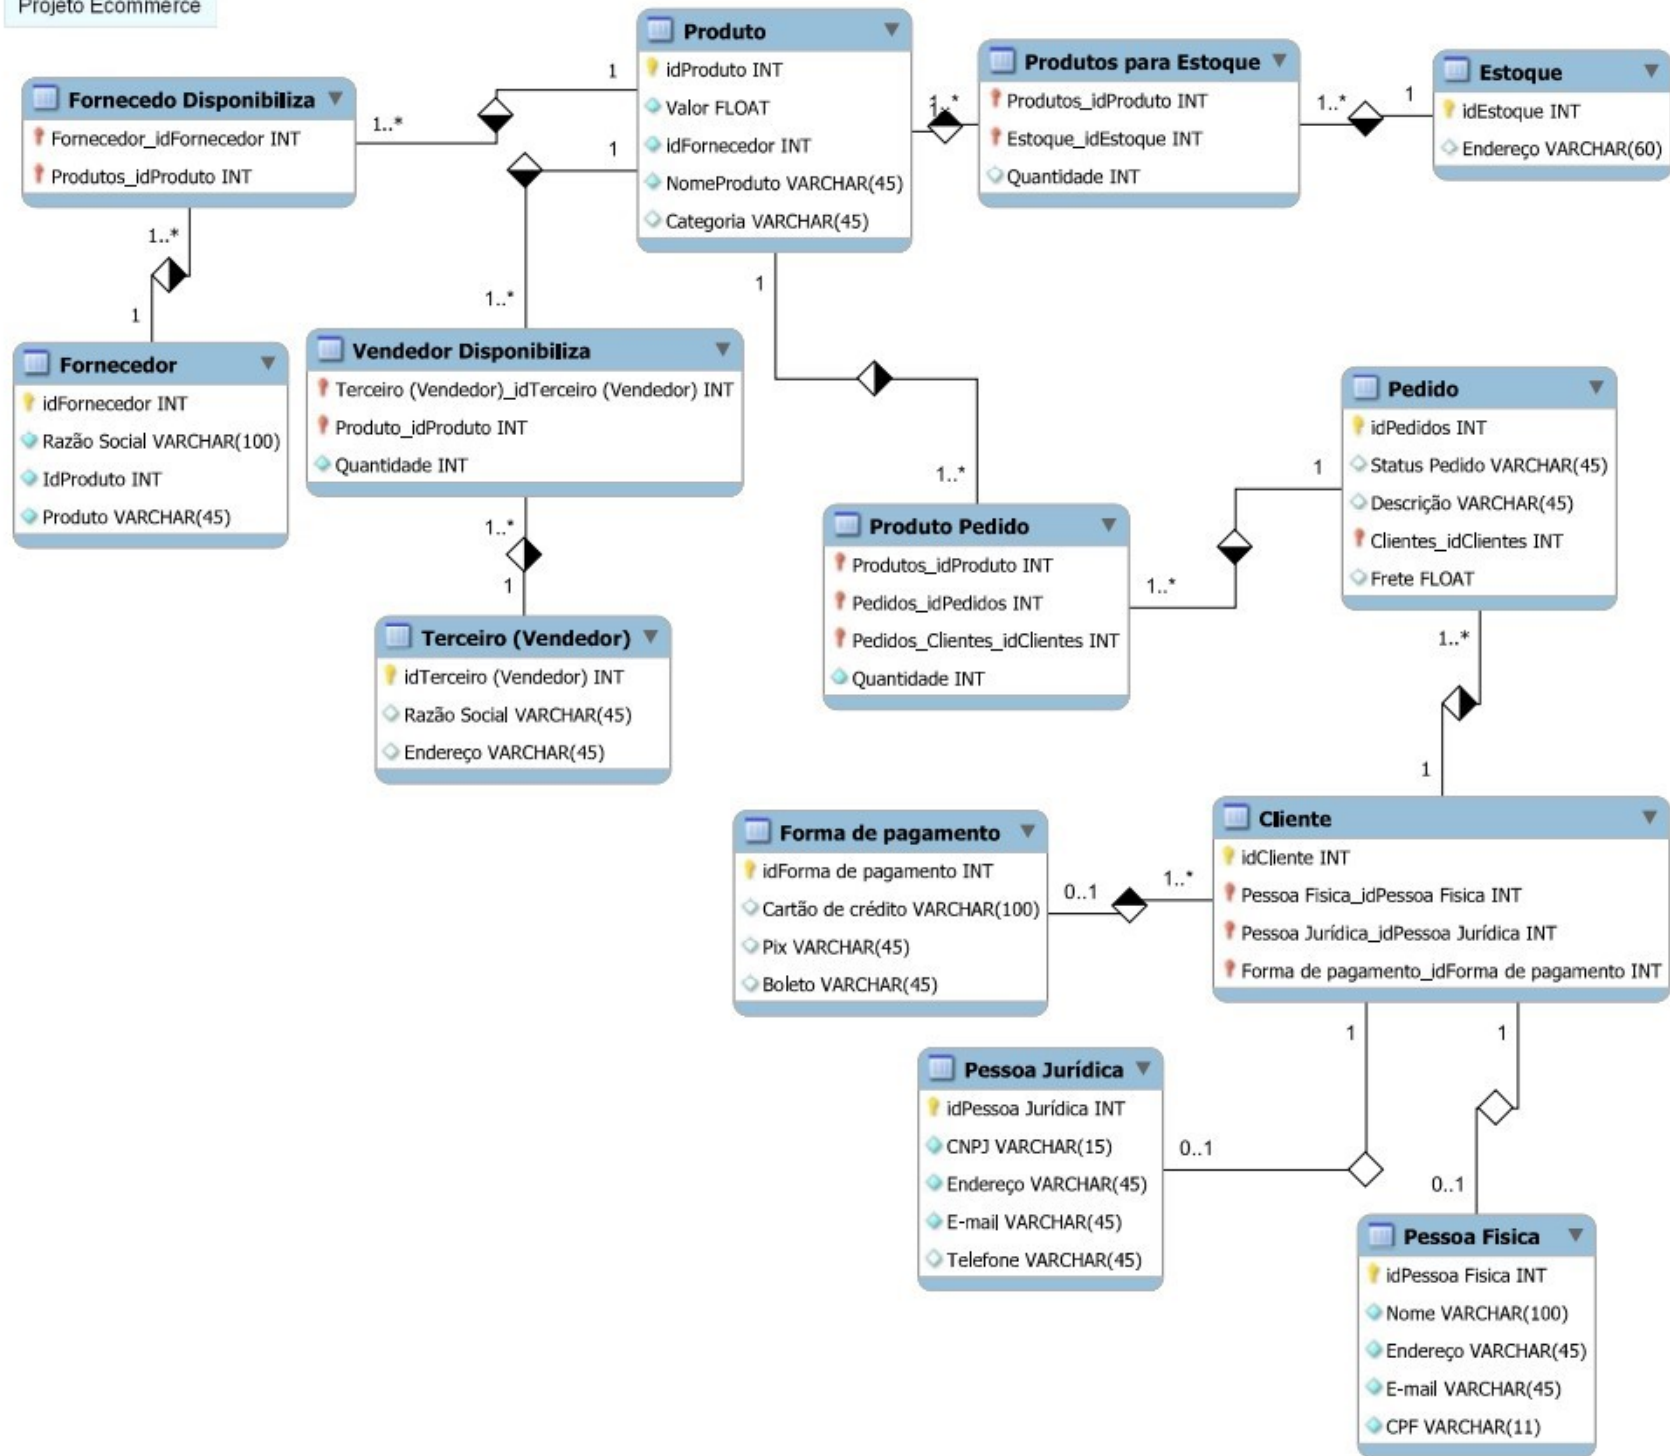 Projeto Ecommerce
Produto
idProduto INT
Valor FLOAT
idFornecedor INT
NomeProduto VARCHAR(45)
Categoria VARCHAR(45)
Produtos para Estoque
Produtos_idProduto INT
Estoque_idEstoque INT
Quantidade INT
Estoque
idEstoque INT
Endereço VARCHAR(60)
Fornecedo Disponibiliza
Fornecedor_idFornecedor INT
Produtos_idProduto INT
1..*
1
1
1..*
1..*
1
1..*
1
1..*
1
Fornecedor
idFornecedor INT
Razão Social VARCHAR(100)
IdProduto INT
Produto VARCHAR(45)
Vendedor Disponibiliza
Terceiro (Vendedor)_idTerceiro (Vendedor) INT
Produto_idProduto INT
Quantidade INT
1..*
1
Terceiro (Vendedor)
idTerceiro (Vendedor) INT
Razão Social VARCHAR(45)
Endereço VARCHAR(45)
1
1..*
Produto Pedido
Produtos_idProduto INT
Pedidos_idPedidos INT
Pedidos_Clientes_idClientes INT
Quantidade INT
1..*
1
Pedido
idPedidos INT
Status Pedido VARCHAR(45)
Descrição VARCHAR(45)
Clientes_idClientes INT
Frete FLOAT
1..*
1
Forma de pagamento
idForma de pagamento INT
Cartão de crédito VARCHAR(100)
Pix VARCHAR(45)
Boleto VARCHAR(45)
0..1
1..*
Cliente
idCliente INT
Pessoa Fisica_idPessoa Fisica INT
Pessoa Jurídica_idPessoa Jurídica INT
Forma de pagamento_idForma de pagamento INT
1
1
Pessoa Jurídica
idPessoa Jurídica INT
CNPJ VARCHAR(15)
Endereço VARCHAR(45)
E-mail VARCHAR(45)
Telefone VARCHAR(45)
0..1
0..1
Pessoa Fisica
idPessoa Fisica INT
Nome VARCHAR(100)
Endereço VARCHAR(45)
E-mail VARCHAR(45)
CPF VARCHAR(11)